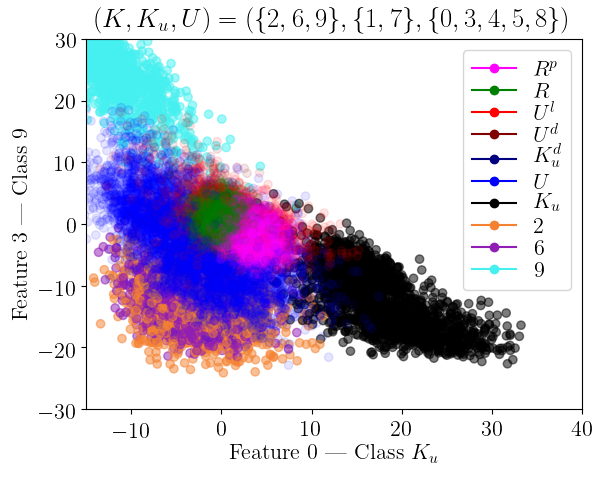 (K, K_u, U) = ({2, 6, 9}, {1, 7}, {0, 3, 4, 5, 8})
30
20
10
0
−10
−20
−30
Feature 3 — Class 9
R^p
R
U^l
U^d
K_u^d
U
K_u
2
6
9
−10
0
10
20
30
40
Feature 0 — Class K_u